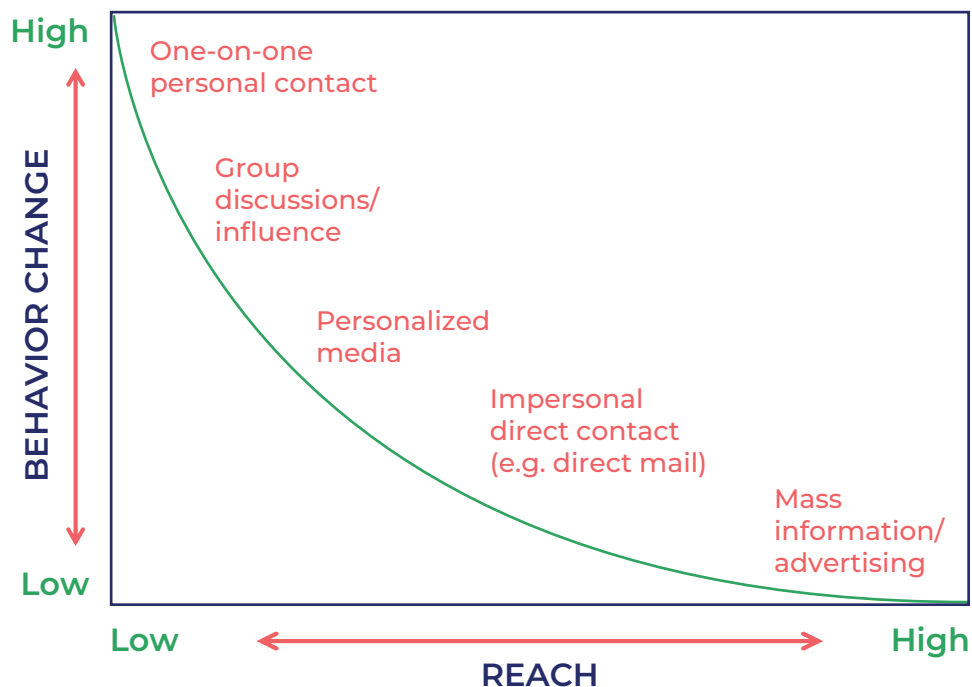 High
One-on-one
personal contact
Group
discussions/
influence
BEHAVIOR CHANGE
Personalized
media
Impersonal
direct contact
(e.g. direct mail)
Mass
information/
advertising
Low
Low
High
REACH